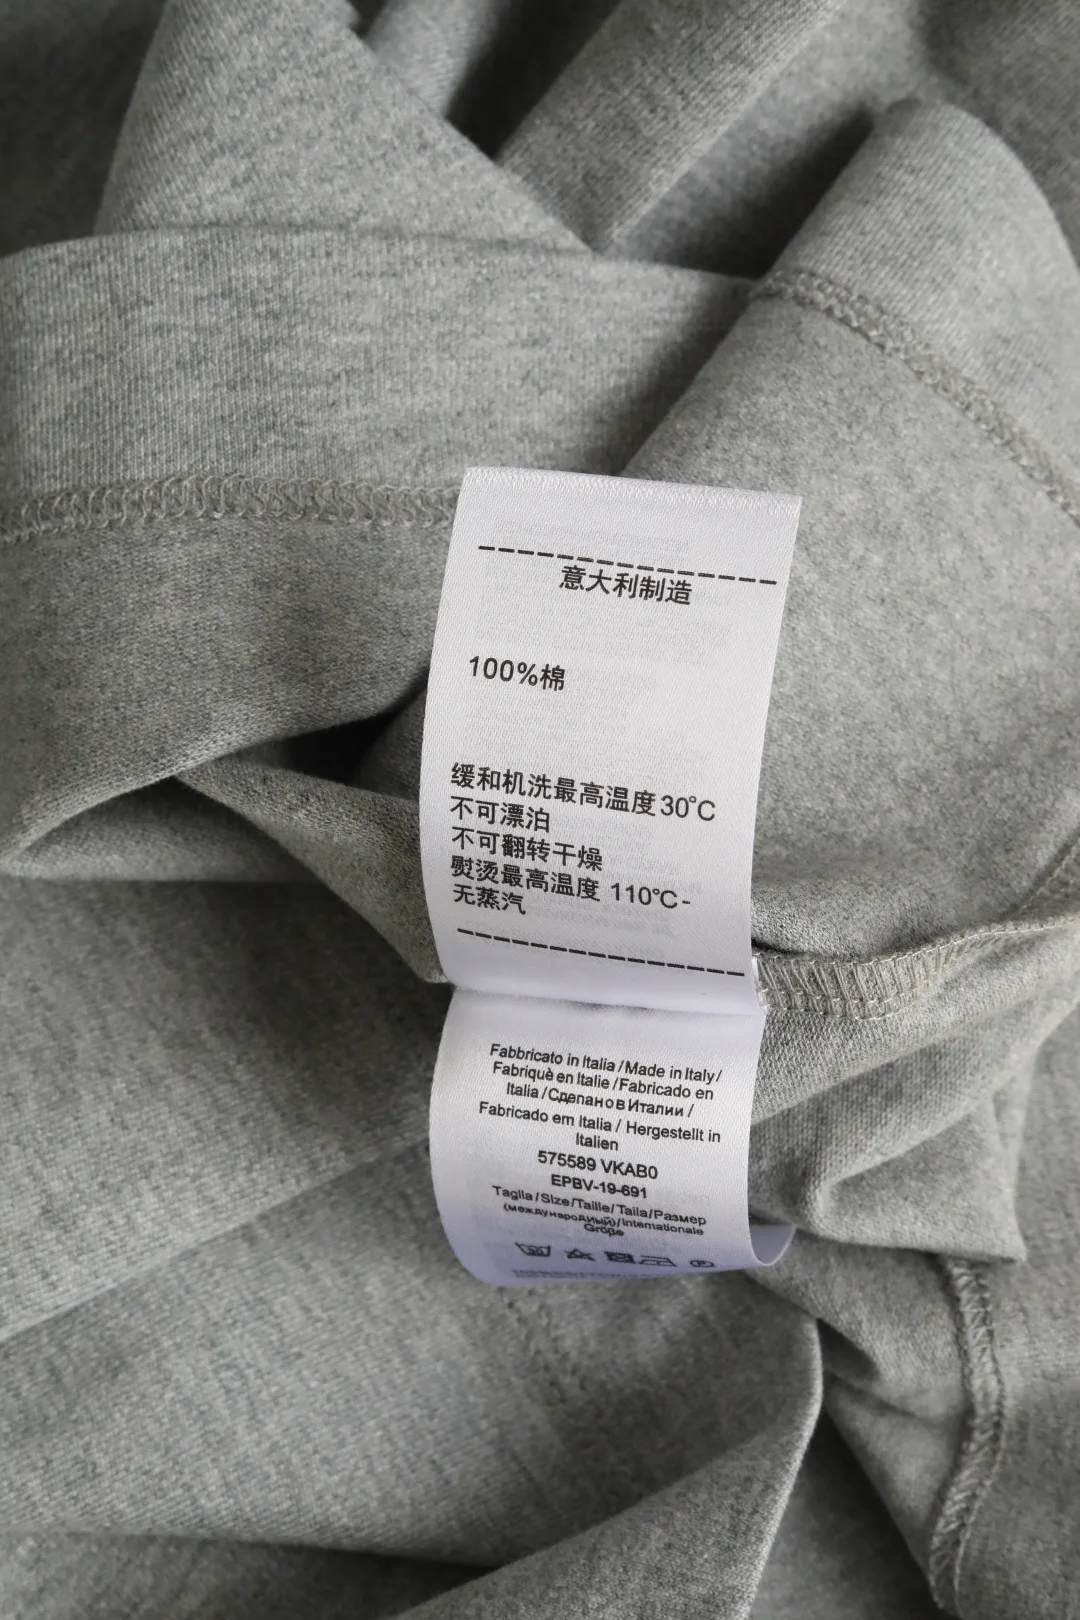 意大利制造
100%棉
缓和机洗最高温度30°C
不可漂泊
不可翻转干燥
熨烫最高温度 110°C-
无蒸汽
Fabbricato in Italia/Made in Italy/
Fabriquè en Italie/Fabricado en
Italia/Сделано в Италии/
Fabricado em Italia/ Hergestellt in
Italien
575589 VKAB0
EPBV-19-691
Taglia/Size/Taille/Talla/Размер
(международный)/Internationale
Größe